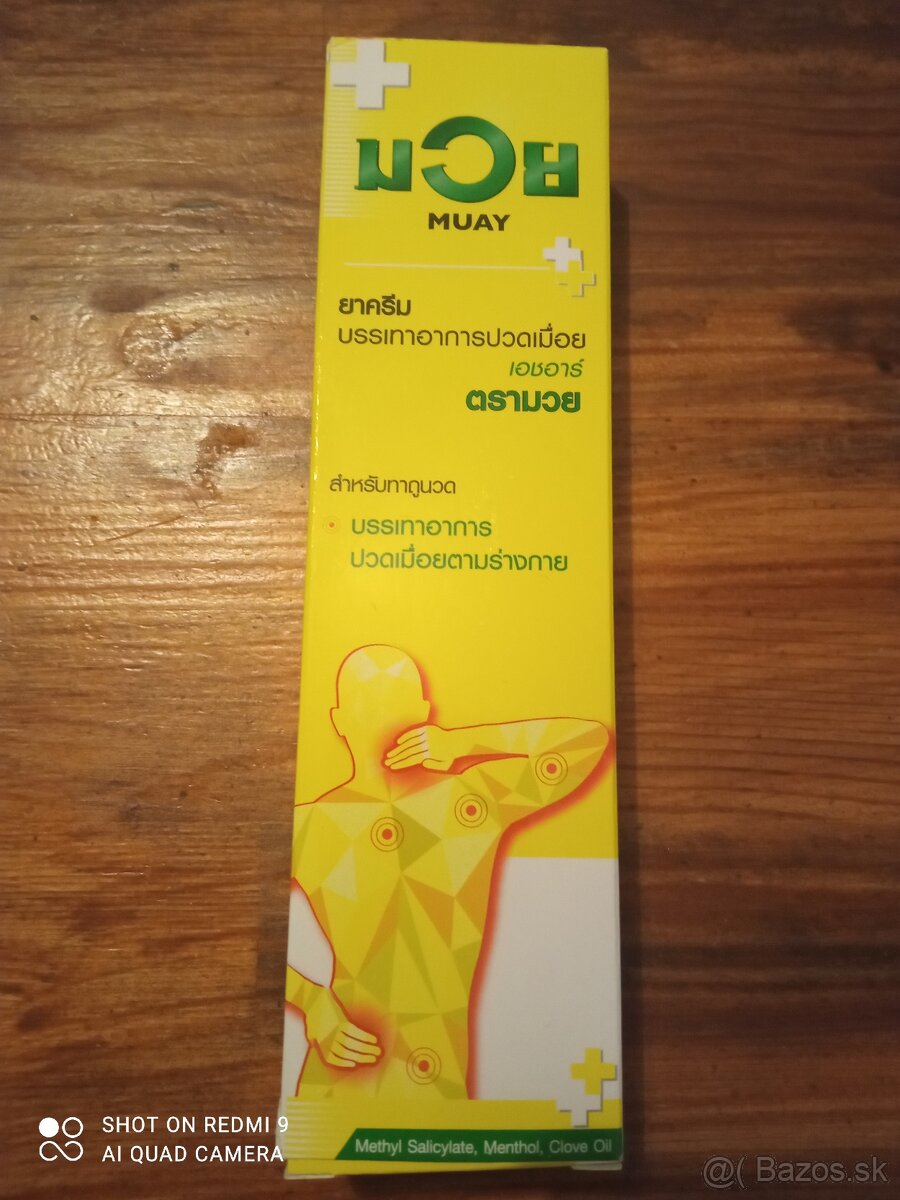 มวย
MUAY
ยาครีม
บรรเทาอาการปวดเมื่อย
เอชอาร์
ตรามวย
สำหรับทาถูนวด
บรรเทาอาการ
ปวดเมื่อยตามร่างกาย
Methyl Salicylate, Menthol, Clove Oil
SHOT ON REDMI 9
AI QUAD CAMERA
@( Bazos.sk